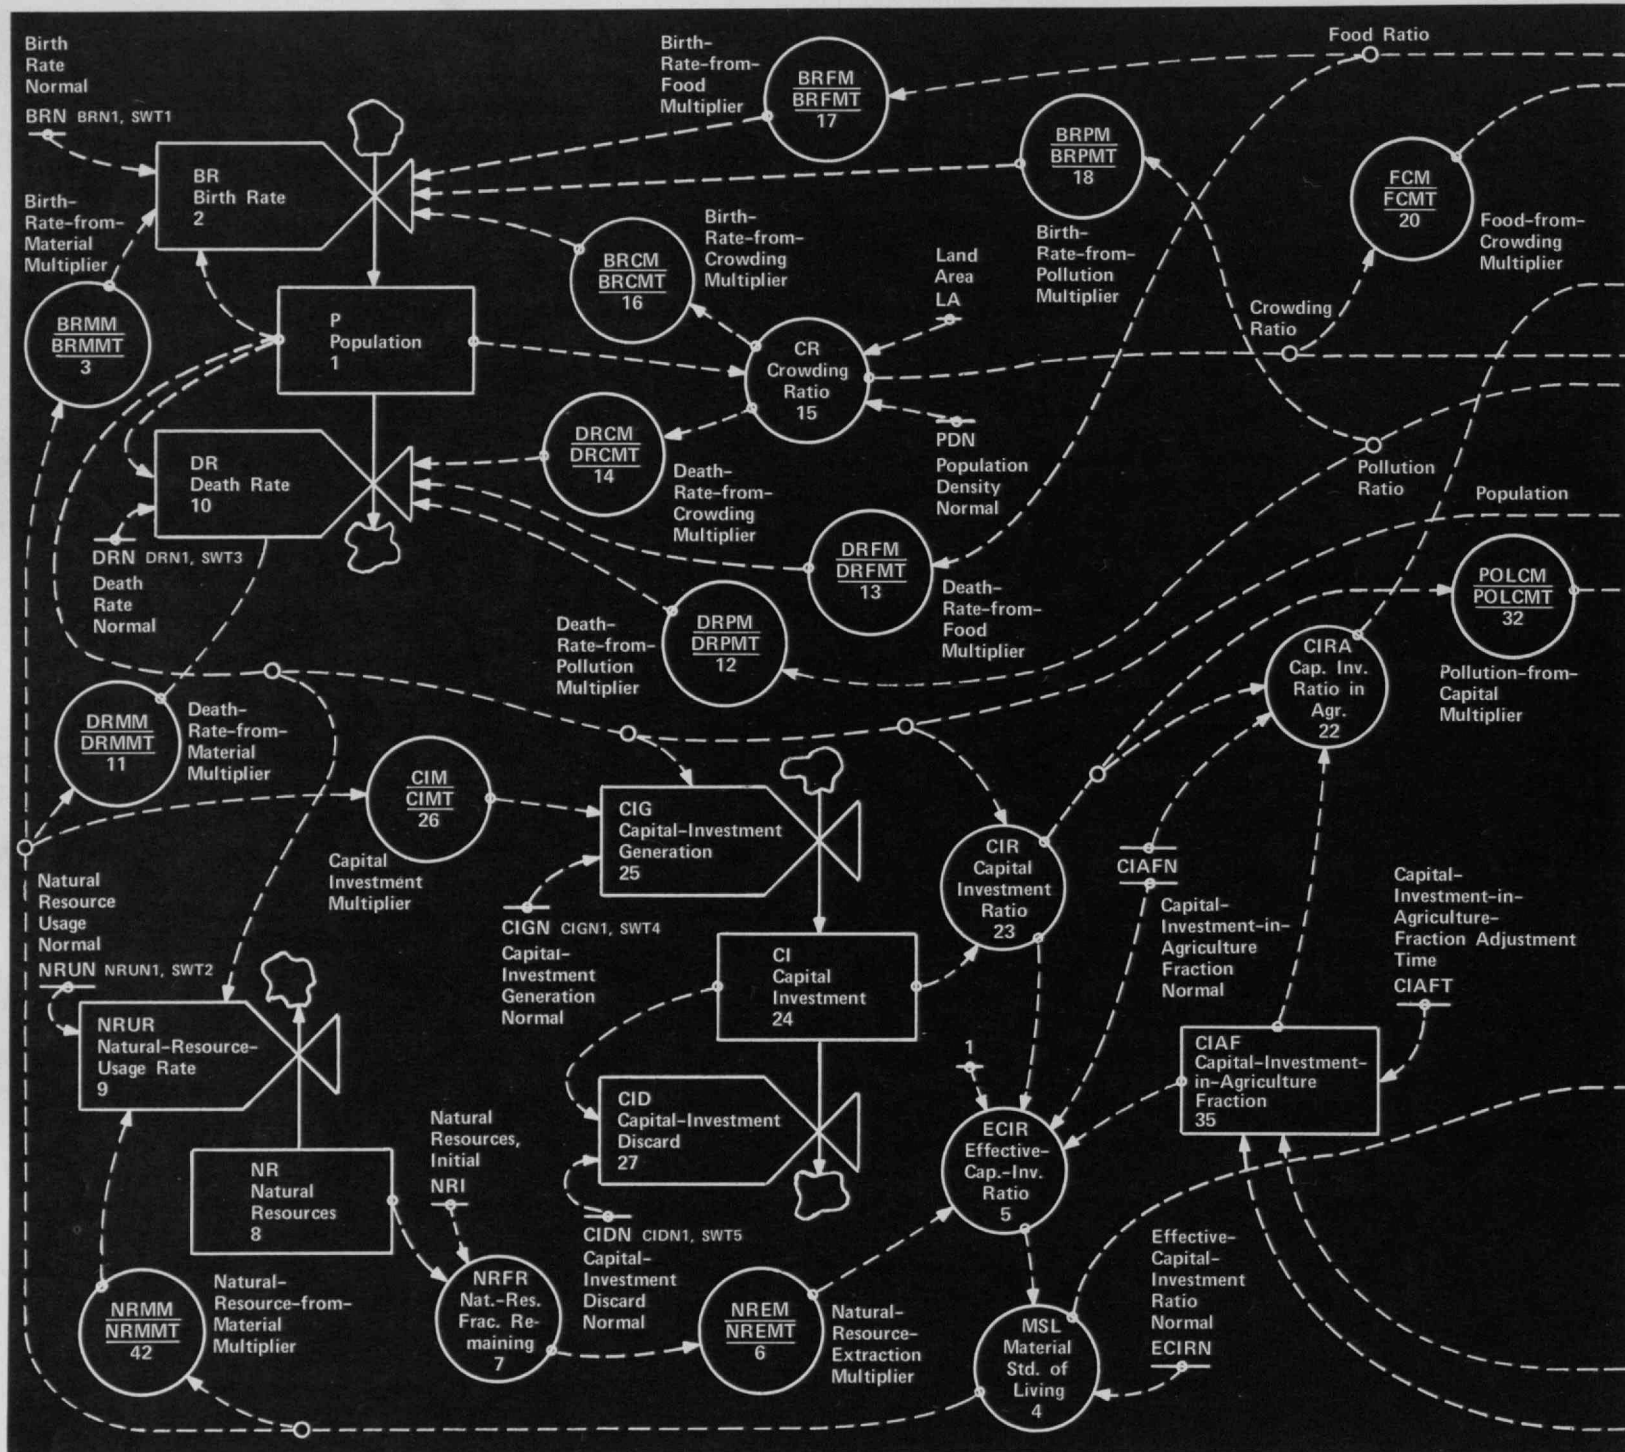 Birth
Rate
Normal
BRN BRN1, SWT1
BR
Birth Rate
2
Birth-
Rate-from-
Material
Multiplier
BRMM
BRMMT
3
Birth-
Rate-from-
Food
Multiplier
BRFM
BRFMT
17
BRPM
BRPMT
18
Birth-
Rate-from-
Pollution
Multiplier
Food Ratio
FCM
FCMT
20
Food-from-
Crowding
Multiplier
P
Population
1
BRCM
BRCMT
16
Birth-
Rate-from-
Crowding
Multiplier
Land
Area
LA
CR
Crowding
Ratio
15
Crowding
Ratio
PDN
Population
Density
Normal
Pollution
Ratio
Population
DR
Death Rate
10
DRN DRN1, SWT3
Death
Rate
Normal
DRCM
DRCMT
14
Death-
Rate-from-
Crowding
Multiplier
DRFM
DRFMT
13
Death-
Rate-from-
Food
Multiplier
Death-
Rate-from-
Pollution
Multiplier
DRPM
DRPMT
12
POLCM
POLCMT
32
Pollution-from-
Capital
Multiplier
CIRA
Cap. Inv.
Ratio in
Agr.
22
DRMM
DRMMT
11
Death-
Rate-from-
Material
Multiplier
CIM
CIMT
26
Capital
Investment
Multiplier
CIG
Capital-Investment
Generation
25
CIGN CIGN1, SWT4
Capital-
Investment
Generation
Normal
CIR
Capital
Investment
Ratio
23
CIAFN
Capital-
Investment-in-
Agriculture
Fraction
Normal
Capital-
Investment-in-
Agriculture-
Fraction Adjustment
Time
CIAFT
Natural
Resource
Usage
Normal
NRUN NRUN1, SWT2
NRUR
Natural-Resource-
Usage Rate
9
CI
Capital
Investment
24
CIAF
Capital-Investment-
in-Agriculture
Fraction
35
1
CID
Capital-Investment
Discard
27
CIDN CIDN1, SWT5
Capital-
Investment
Discard
Normal
ECIR
Effective-
Cap.-Inv.
Ratio
5
NR
Natural
Resources
8
Natural
Resources,
Initial
NRI
NRFR
Nat.-Res.
Frac. Re-
maining
7
NREM
NREMT
6
Natural-
Resource-
Extraction
Multiplier
NRMM
NRMMT
42
Natural-
Resource-from-
Material
Multiplier
MSL
Material
Std. of
Living
4
Effective-
Capital-
Investment
Ratio
Normal
ECIRN